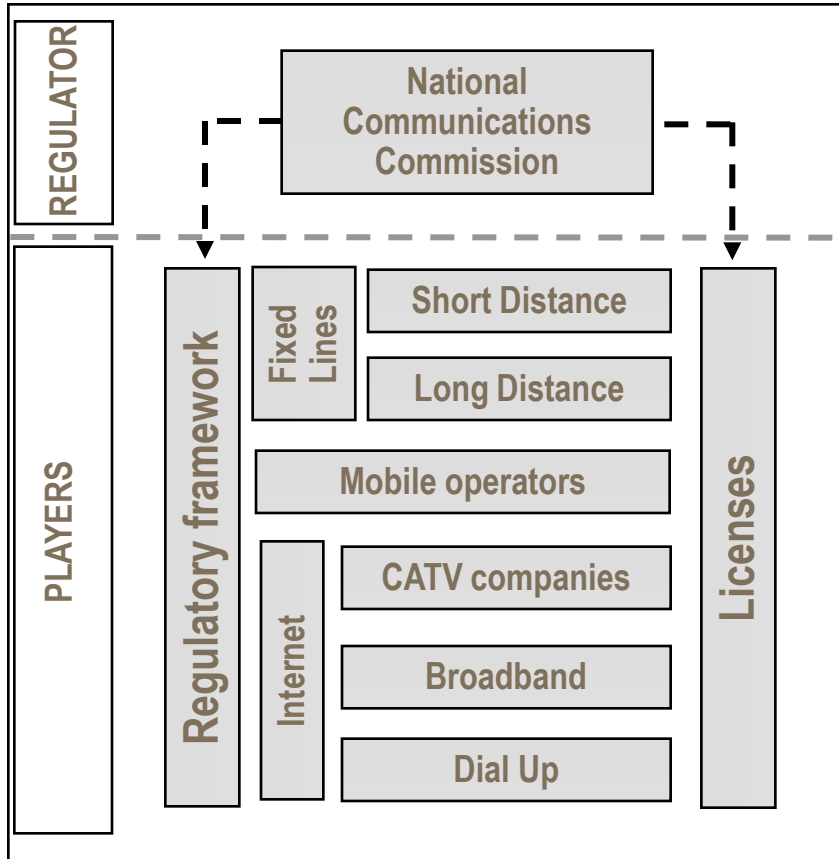 REGULATOR
National
Communications
Commission
PLAYERS
Regulatory framework
Fixed
Lines
Short Distance
Long Distance
Mobile operators
Internet
CATV companies
Broadband
Dial Up
Licenses